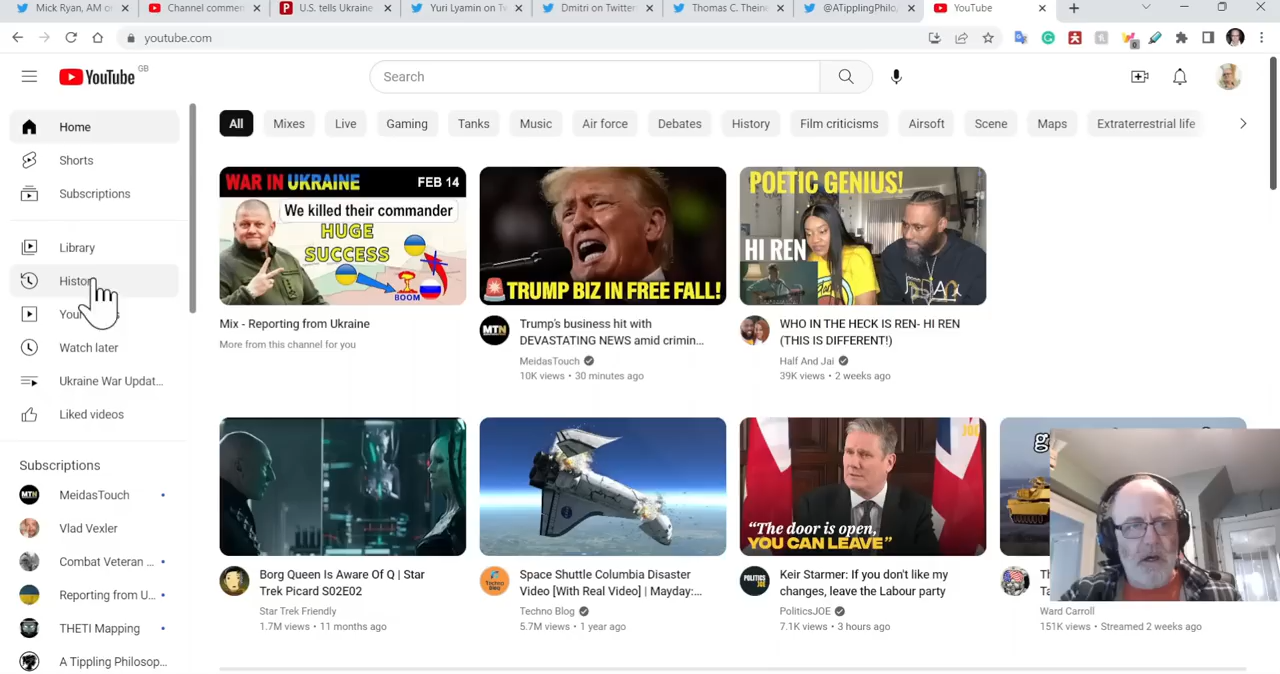 Mick Ryan, AM o
Channel commen
U.S. tells Ukraine
Yuri Lyamin on Tw
Dmitri on Twitter
Thomas C. Thein
@ATipplingPhilo
YouTube
youtube.com
YouTube GB
Search
Home
Shorts
Subscriptions
Library
Histo
You
Watch later
Ukraine War Updat...
Liked videos
Subscriptions
MeidasTouch
Vlad Vexler
Combat Veteran ...
Reporting from U...
THETI Mapping
A Tippling Philosop...
All
Mixes
Live
Gaming
Tanks
Music
Air force
Debates
History
Film criticisms
Airsoft
Scene
Maps
Extraterrestrial life
WAR IN UKRAINE
FEB 14
We killed their commander
HUGE
SUCCESS
BOOM
Mix - Reporting from Ukraine
More from this channel for you
TRUMP BIZ IN FREE FALL!
MTN
Trump's business hit with
DEVASTATING NEWS amid crimin...
MeidasTouch
10K views • 30 minutes ago
POETIC GENIUS!
HI REN
WHO IN THE HECK IS REN- HI REN
(THIS IS DIFFERENT!)
Half And Jai
39K views • 2 weeks ago
Borg Queen Is Aware Of Q | Star
Trek Picard S02E02
Star Trek Friendly
1.7M views • 11 months ago
Space Shuttle Columbia Disaster
Video [With Real Video] | Mayday:...
Techno Blog
5.7M views • 1 year ago
JOE
"The door is open,
YOU CAN LEAVE"
POLITICS
JOE
Keir Starmer: If you don't like my
changes, leave the Labour party
PoliticsJOE
7.1K views • 3 hours ago
g
Th
Ta
Ward Carroll
151K views • Streamed 2 weeks ago